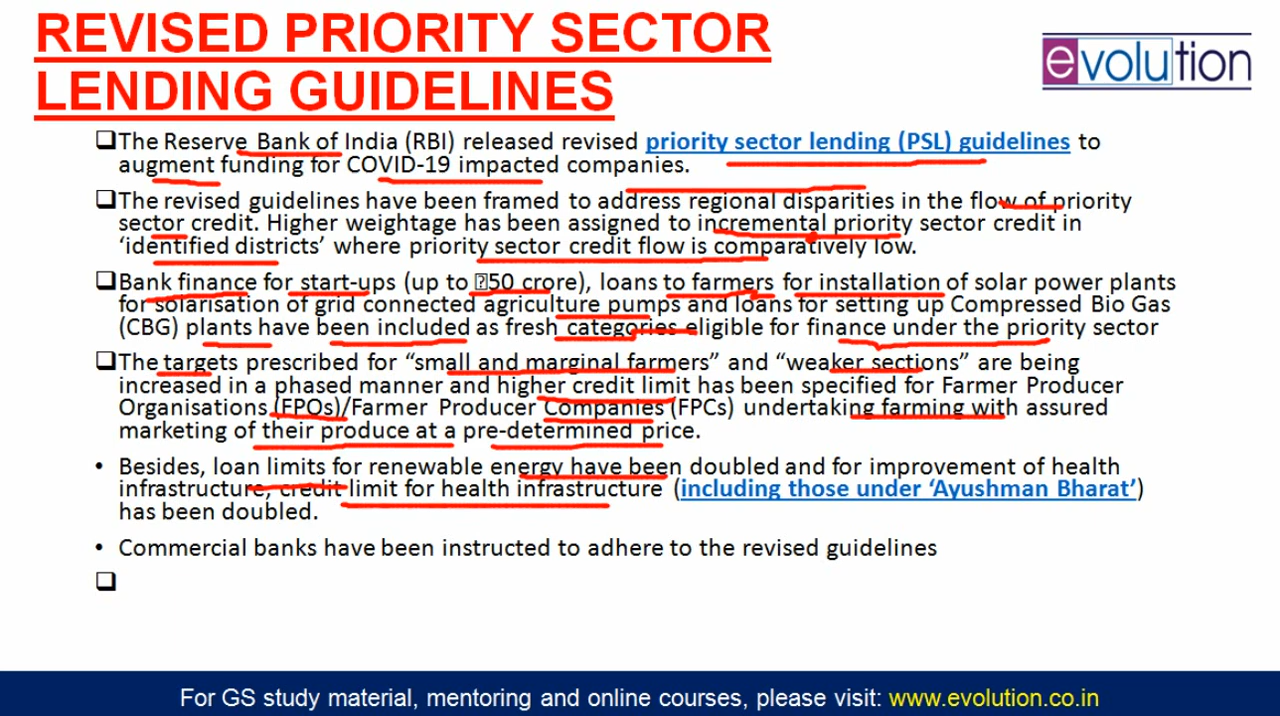 REVISED PRIORITY SECTOR
LENDING GUIDELINES
evolution
The Reserve Bank of India (RBI) released revised priority sector lending (PSL) guidelines to
augment funding for COVID-19 impacted companies.
The revised guidelines have been framed to address regional disparities in the flow of priority
sector credit. Higher weightage has been assigned to incremental priority sector credit in
‘identified districts’ where priority sector credit flow is comparatively low.
Bank finance for start-ups (up to 50 crore), loans to farmers for installation of solar power plants
for solarisation of grid connected agriculture pumps and loans for setting up Compressed Bio Gas
(CBG) plants have been included as fresh categories eligible for finance under the priority sector
The targets prescribed for “small and marginal farmers” and “weaker sections” are being
increased in a phased manner and higher credit limit has been specified for Farmer Producer
Organisations (FPOs)/Farmer Producer Companies (FPCs) undertaking farming with assured
marketing of their produce at a pre-determined price.
• Besides, loan limits for renewable energy have been doubled and for improvement of health
infrastructure, credit limit for health infrastructure (including those under ‘Ayushman Bharat’)
has been doubled.
• Commercial banks have been instructed to adhere to the revised guidelines
For GS study material, mentoring and online courses, please visit: www.evolution.co.in